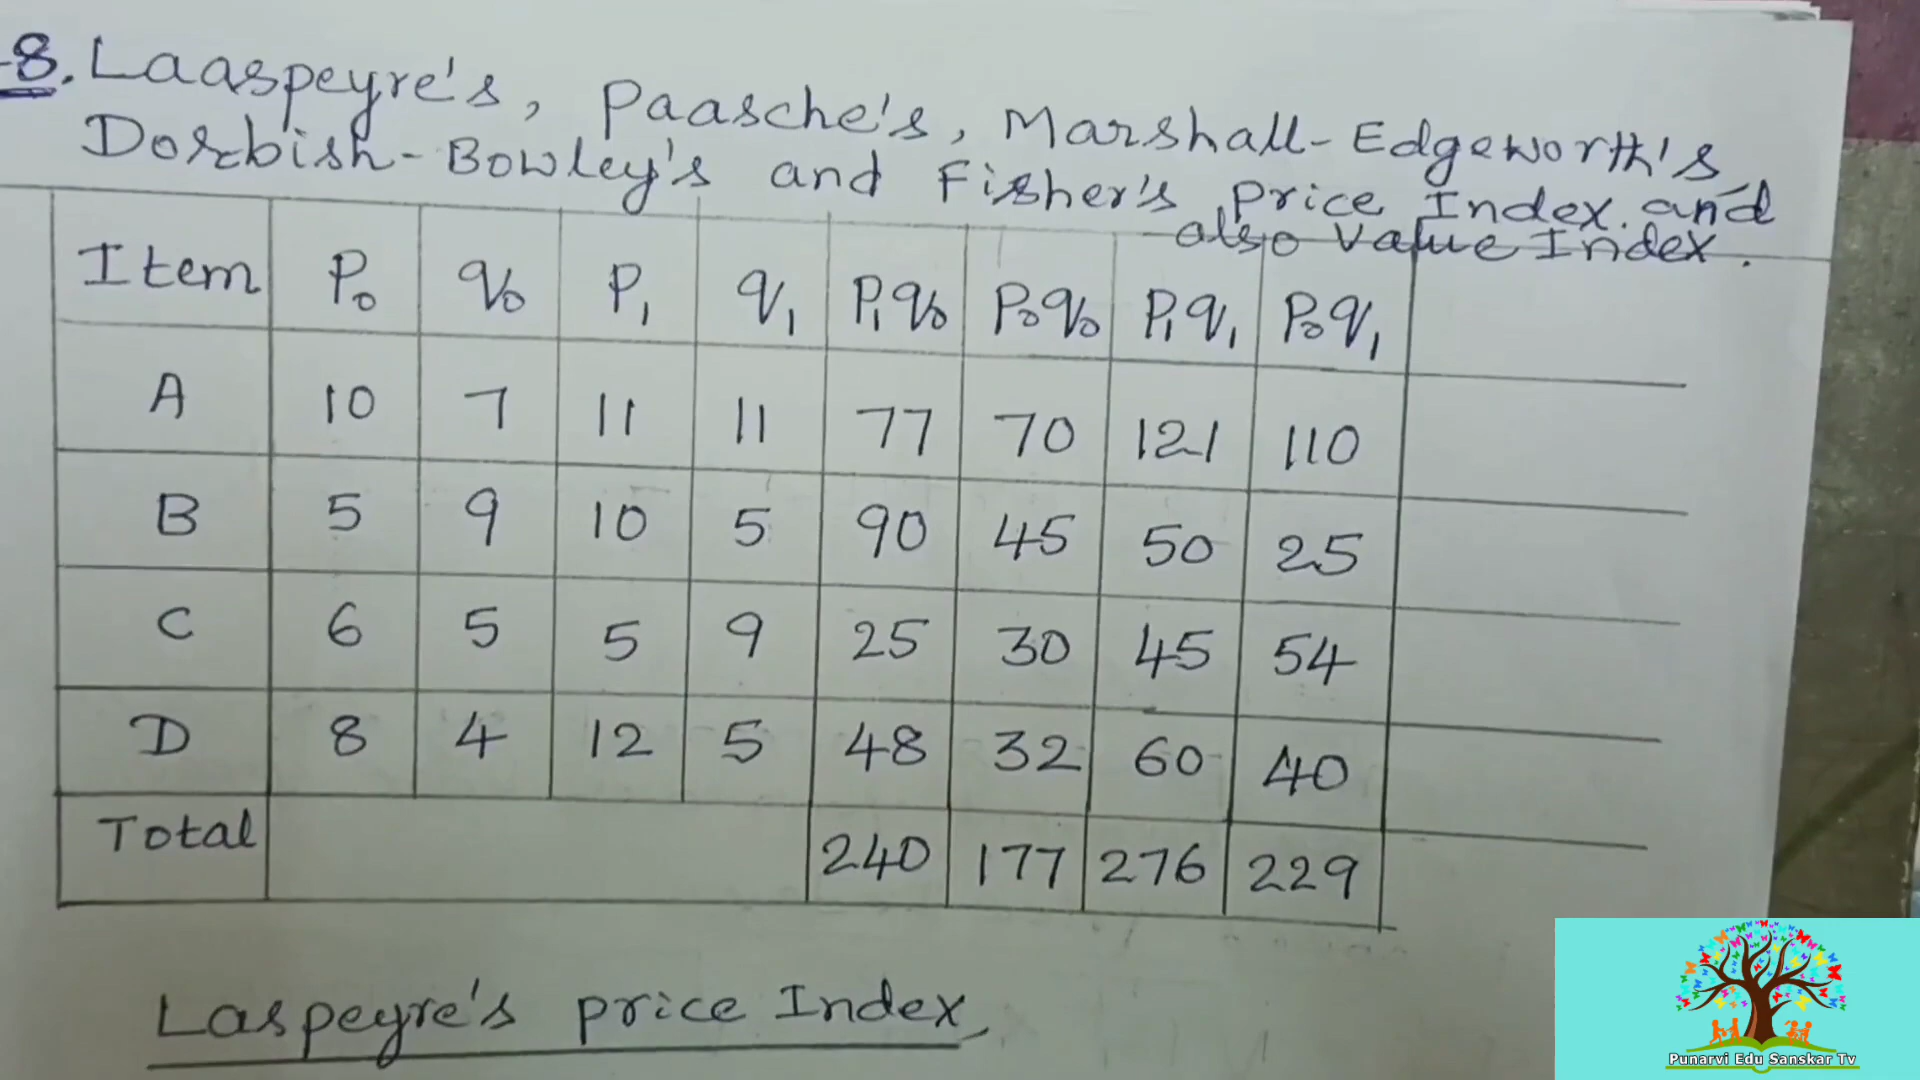 8. Laaspeyre's, Paasche's, Marshall-Edgeworth's,
Dorbish-Bowley's and Fisher's Price Index. and
also Value Index.
Item P₀ q₀ P₁ q₁ P₁q₀ P₀q₀ P₁q₁ P₀q₁
A 10 7 11 11 77 70 121 110
B 5 9 10 5 90 45 50 25
C 6 5 5 9 25 30 45 54
D 8 4 12 5 48 32 60 40
Total 240 177 276 229
Laspeyre's price Index,
Punarvi Edu Sanskar Tv